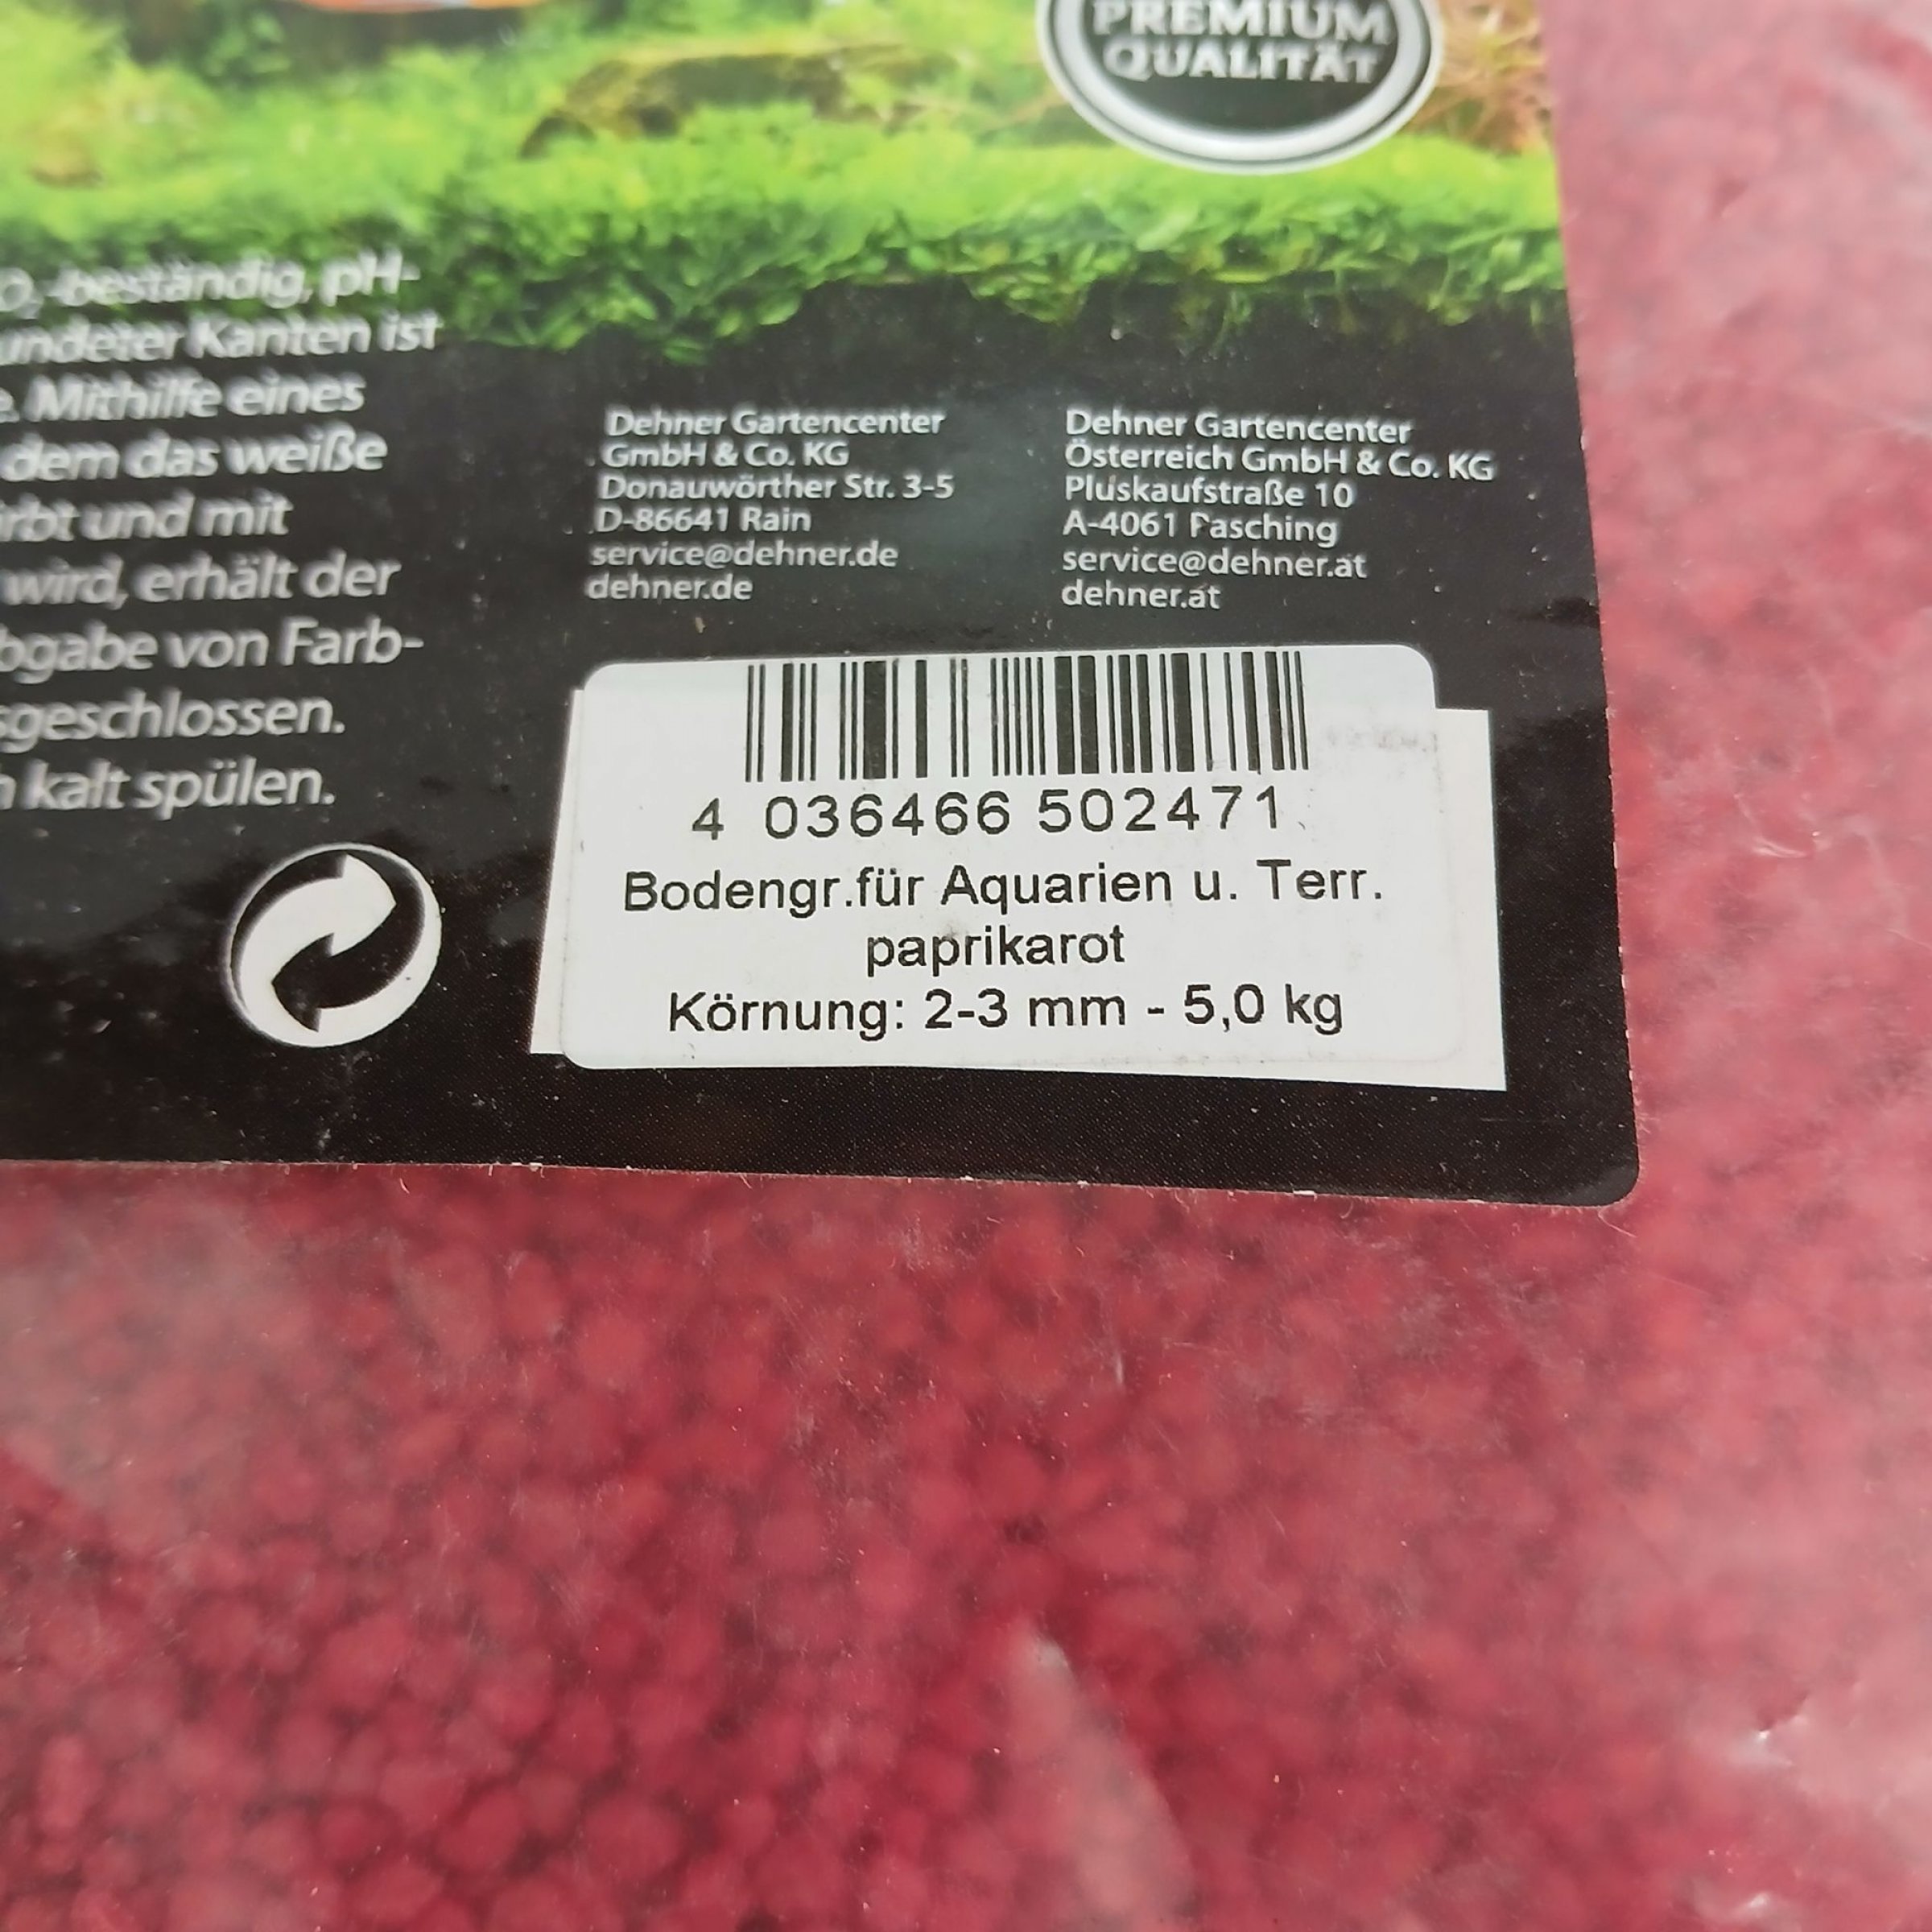 PREMIUM
QUALITÄT
-beständig, pH-
undeter Kanten ist
Mithilfe eines
dem das weiße
und mit
wird, erhält der
von Farb-
sgeschlossen.
kalt spülen.
Dehner Gartencenter
GmbH & Co. KG
Donauwörther Str. 3-5
D-86641 Rain
service@dehner.de
dehner.de
Dehner Gartencenter
Österreich GmbH & Co. KG
Pluskaufstraße 10
A-4061 Pasching
service@dehner.at
dehner.at
4 036466 502471
Bodengr.für Aquarien u. Terr.
paprikarot
Körnung: 2-3 mm - 5,0 kg